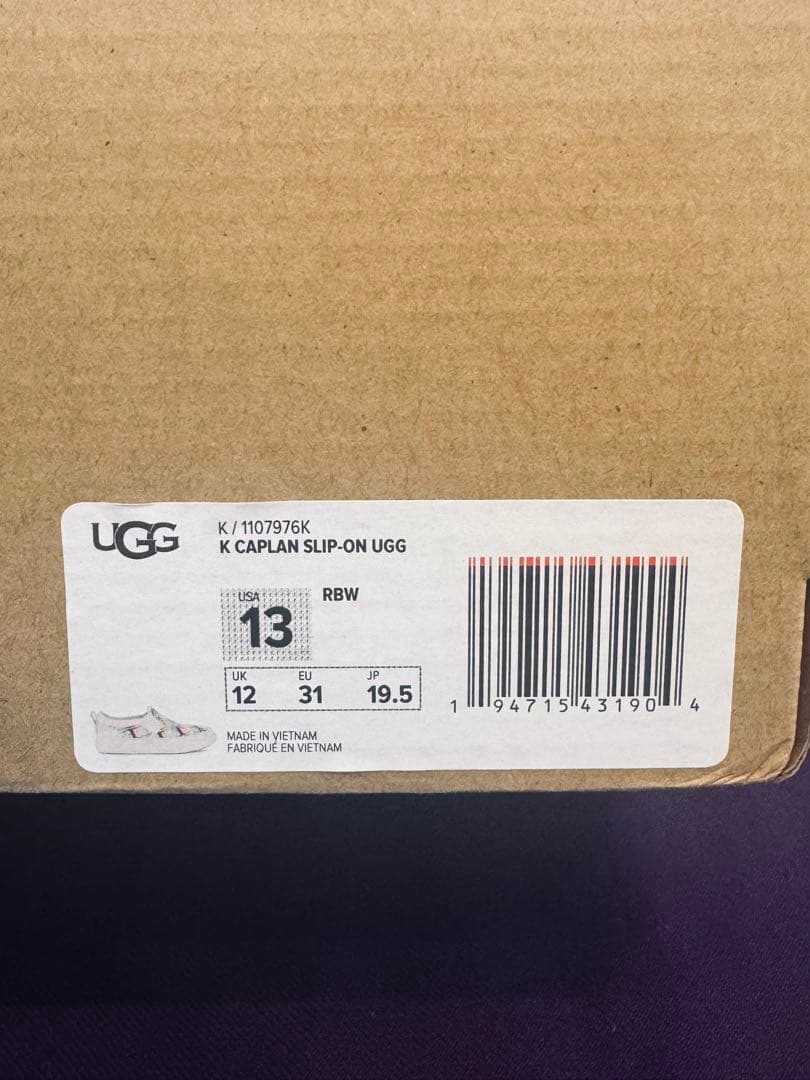 UGG
K / 1107976K
K CAPLAN SLIP-ON UGG
USA
13
RBW
UK EU JP
12 31 19.5
MADE IN VIETNAM
FABRIQUÉ EN VIETNAM
1 94715 43190 4